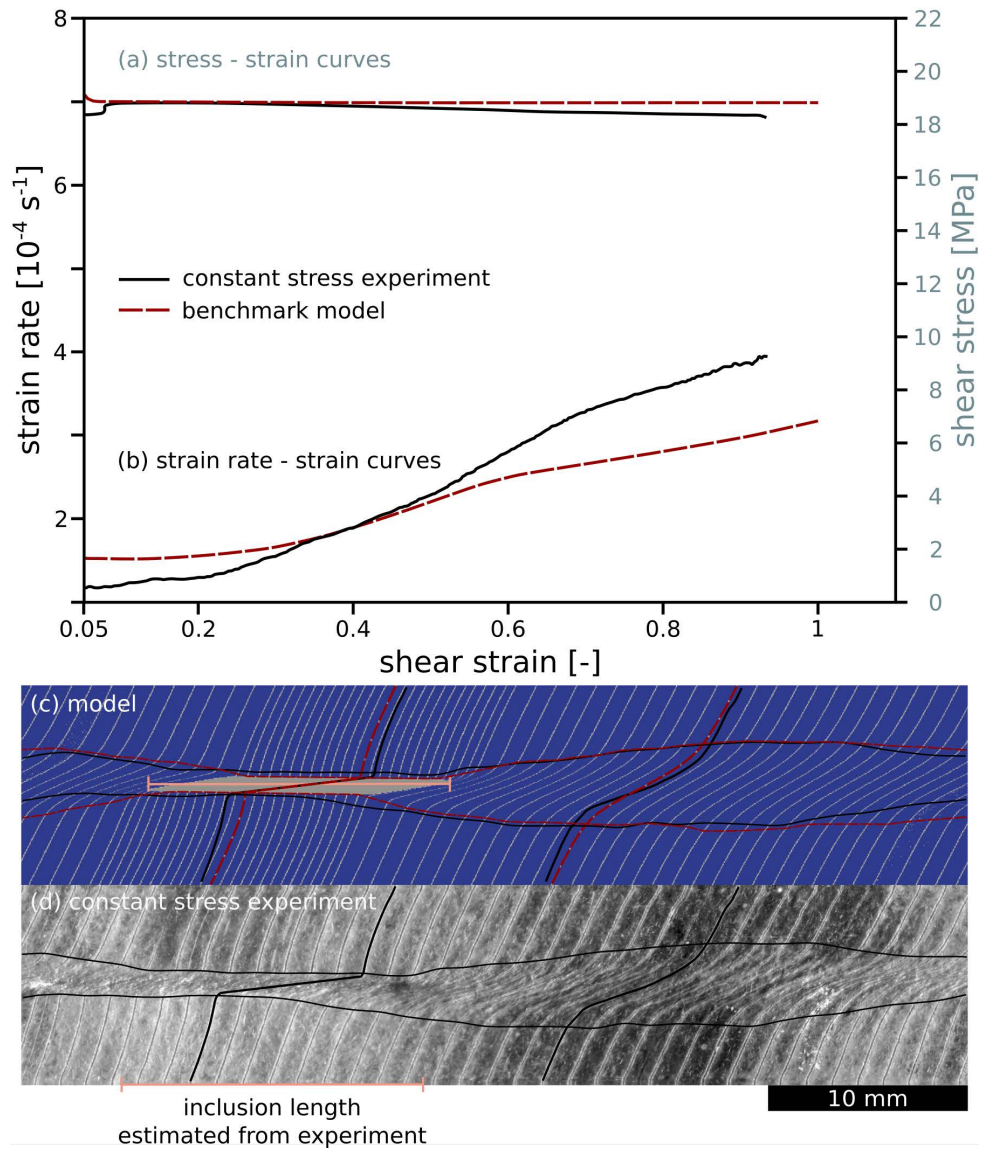 8
22
(a) stress - strain curves
20
18
6
16
strain rate [10-4 s-1]
shear stress [MPa]
14
constant stress experiment
12
benchmark model
4
10
8
6
(b) strain rate - strain curves
4
2
2
0
0.05 0.2 0.4 0.6 0.8 1
shear strain [-]
(c) model
(d) constant stress experiment
10 mm
inclusion length
estimated from experiment